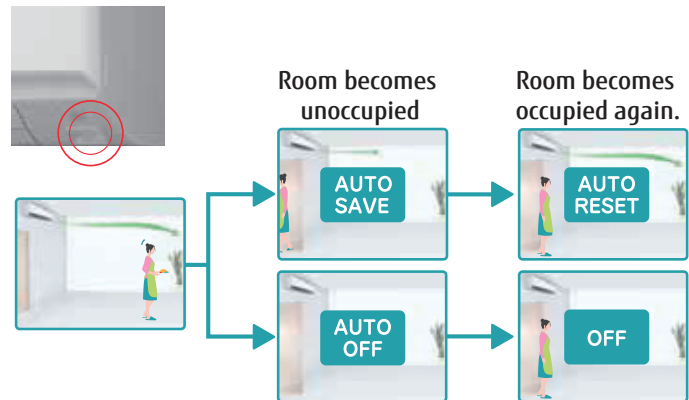 Room becomes
unoccupied
Room becomes
occupied again.
AUTO
SAVE
AUTO
RESET
AUTO
OFF
OFF